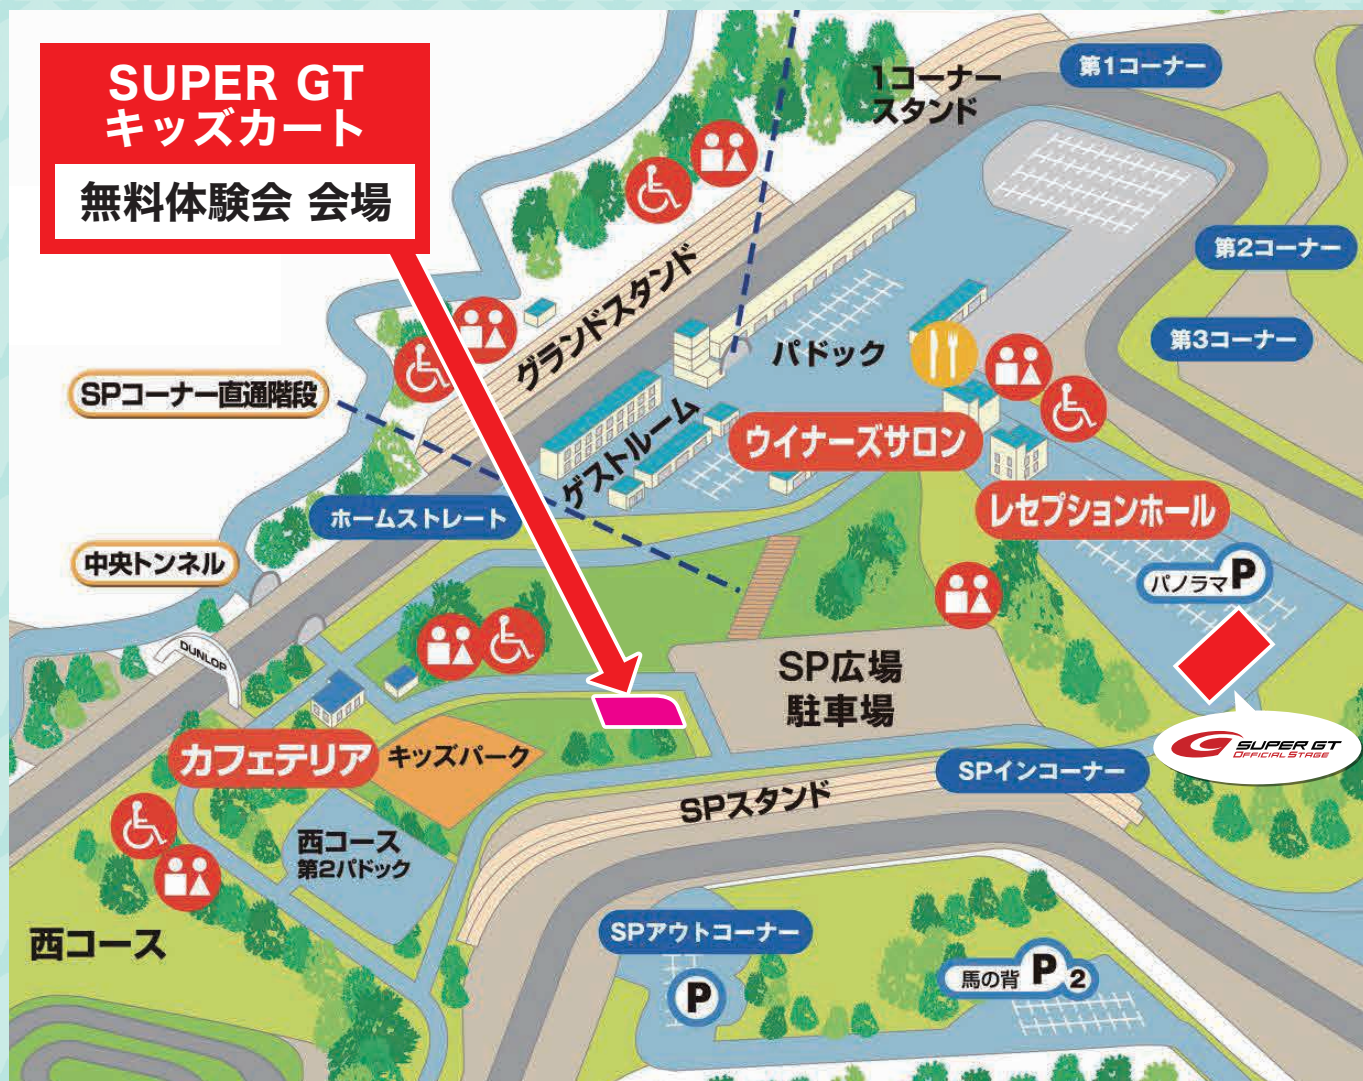 SUPER GT
キッズカート
無料体験会 会場
1コーナー
スタンド
第1コーナー
第2コーナー
第3コーナー
グランドスタンド
パドック
SPコーナー直通階段
ゲストルーム
ウイナーズサロン
ホームストレート
レセプションホール
中央トンネル
パノラマP
DUNLOP
SP広場
駐車場
カフェテリア
キッズパーク
SPスタンド
SPインコーナー
SUPER GT
OFFICIAL STAGE
西コース
第2パドック
西コース
SPアウトコーナー
P
馬の背 P 2